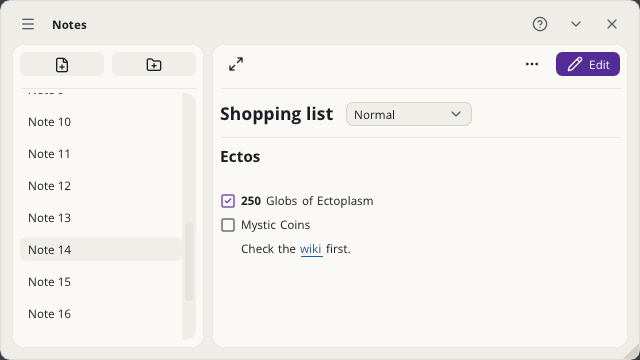 Notes
Edit
Note 10
Note 11
Note 12
Note 13
Note 14
Note 15
Note 16
Shopping list
Normal
Ectos
250 Globs of Ectoplasm
Mystic Coins
Check the wiki first.